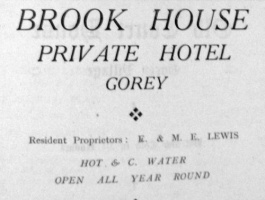 BROOK HOUSE
PRIVATE HOTEL
GOREY
Resident Proprietors: K. & M. E. LEWIS
HOT & C. WATER
OPEN ALL YEAR ROUND